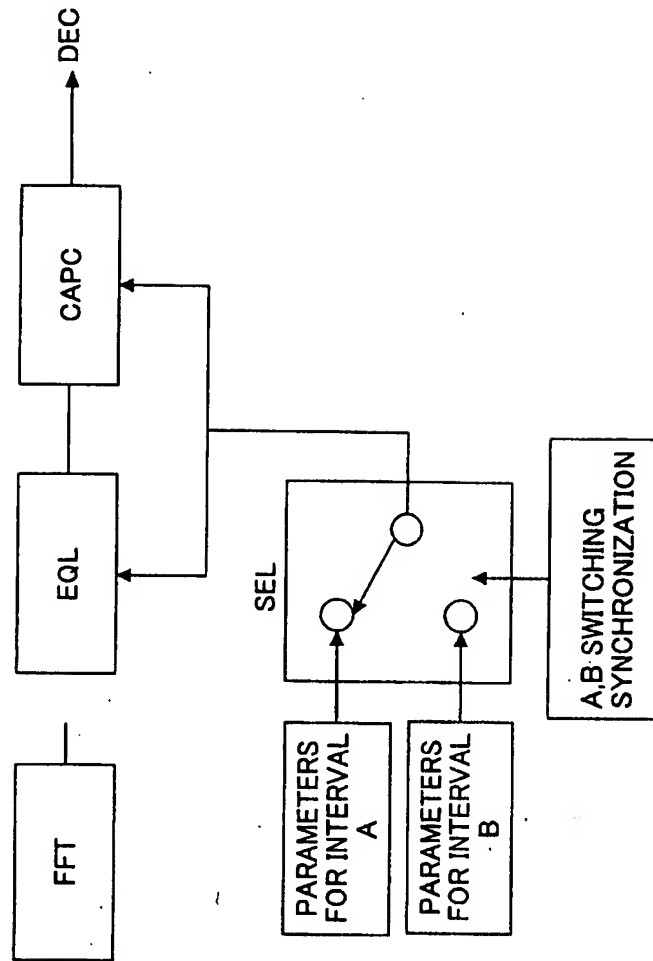 FFT
EQL
CAPC
DEC
SEL
PARAMETERS
FOR INTERVAL
A
PARAMETERS
FOR INTERVAL
B
A,B SWITCHING
SYNCHRONIZATION